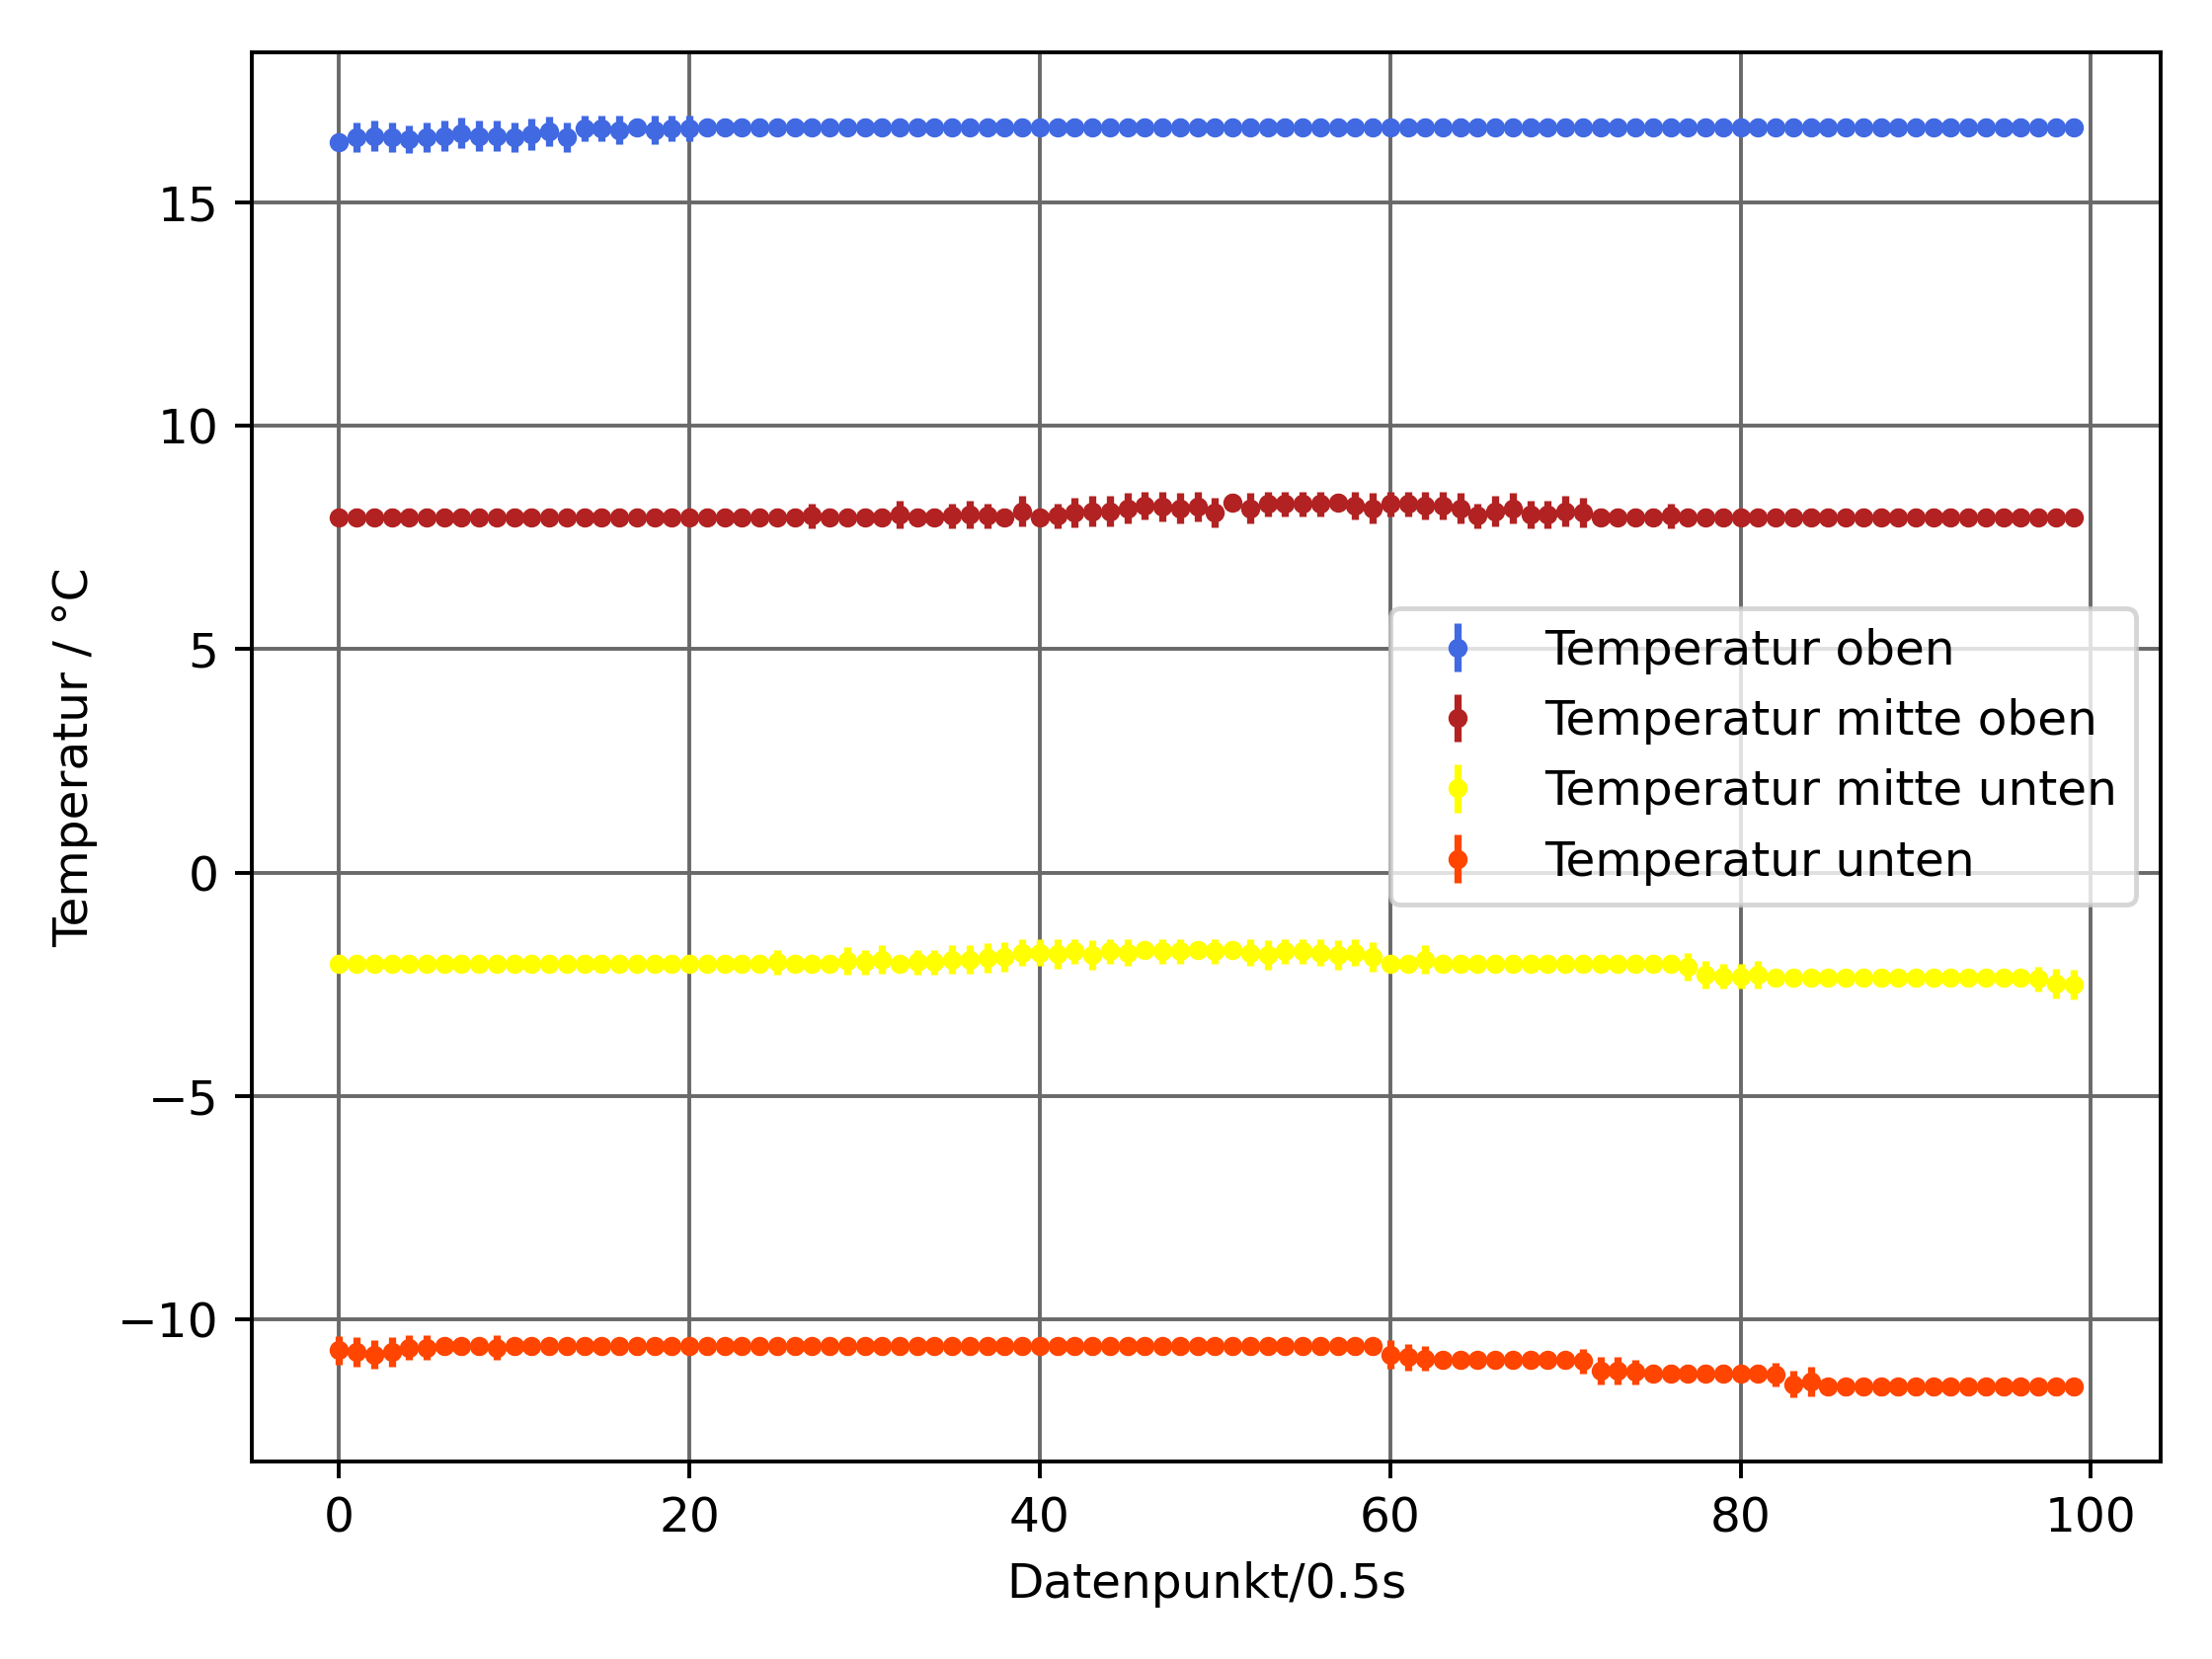 15
10
5
0
−5
−10
Temperatur / °C
Temperatur oben
Temperatur mitte oben
Temperatur mitte unten
Temperatur unten
0 20 40 60 80 100
Datenpunkt/0.5s